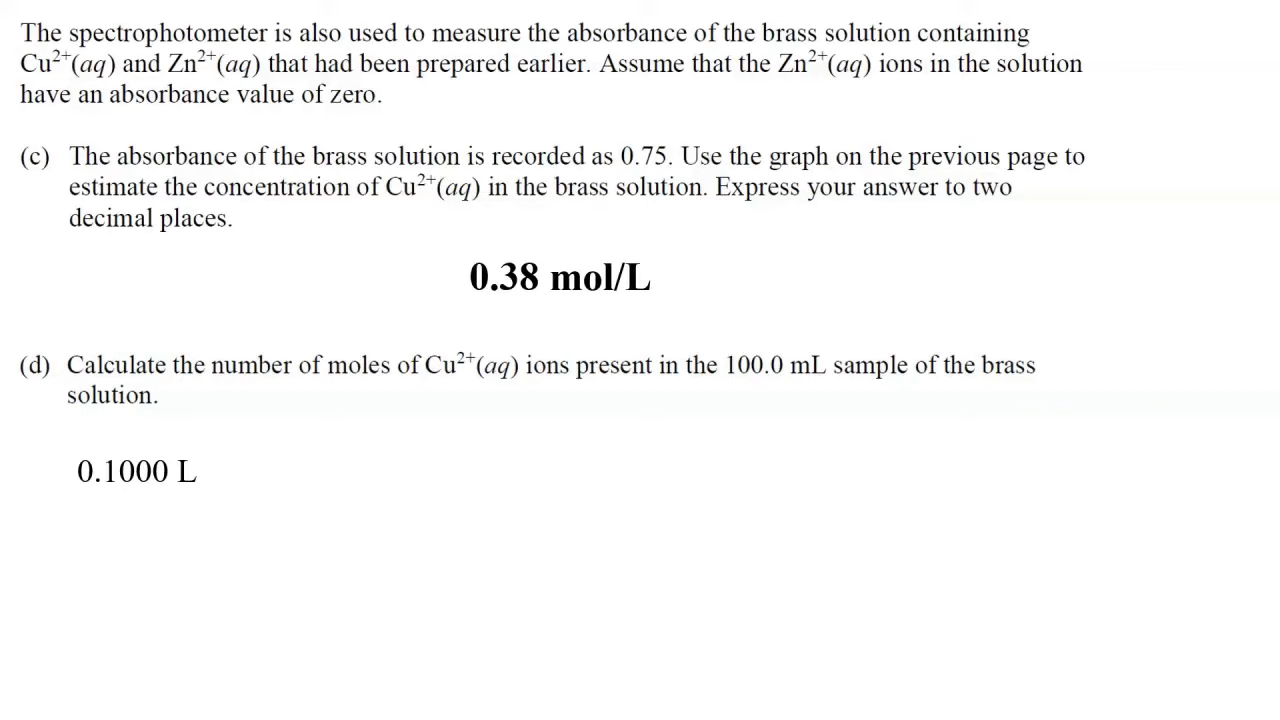 The spectrophotometer is also used to measure the absorbance of the brass solution containing
Cu²⁺(aq) and Zn²⁺(aq) that had been prepared earlier. Assume that the Zn²⁺(aq) ions in the solution
have an absorbance value of zero.
(c) The absorbance of the brass solution is recorded as 0.75. Use the graph on the previous page to
estimate the concentration of Cu²⁺(aq) in the brass solution. Express your answer to two
decimal places.
0.38 mol/L
(d) Calculate the number of moles of Cu²⁺(aq) ions present in the 100.0 mL sample of the brass
solution.
0.1000 L